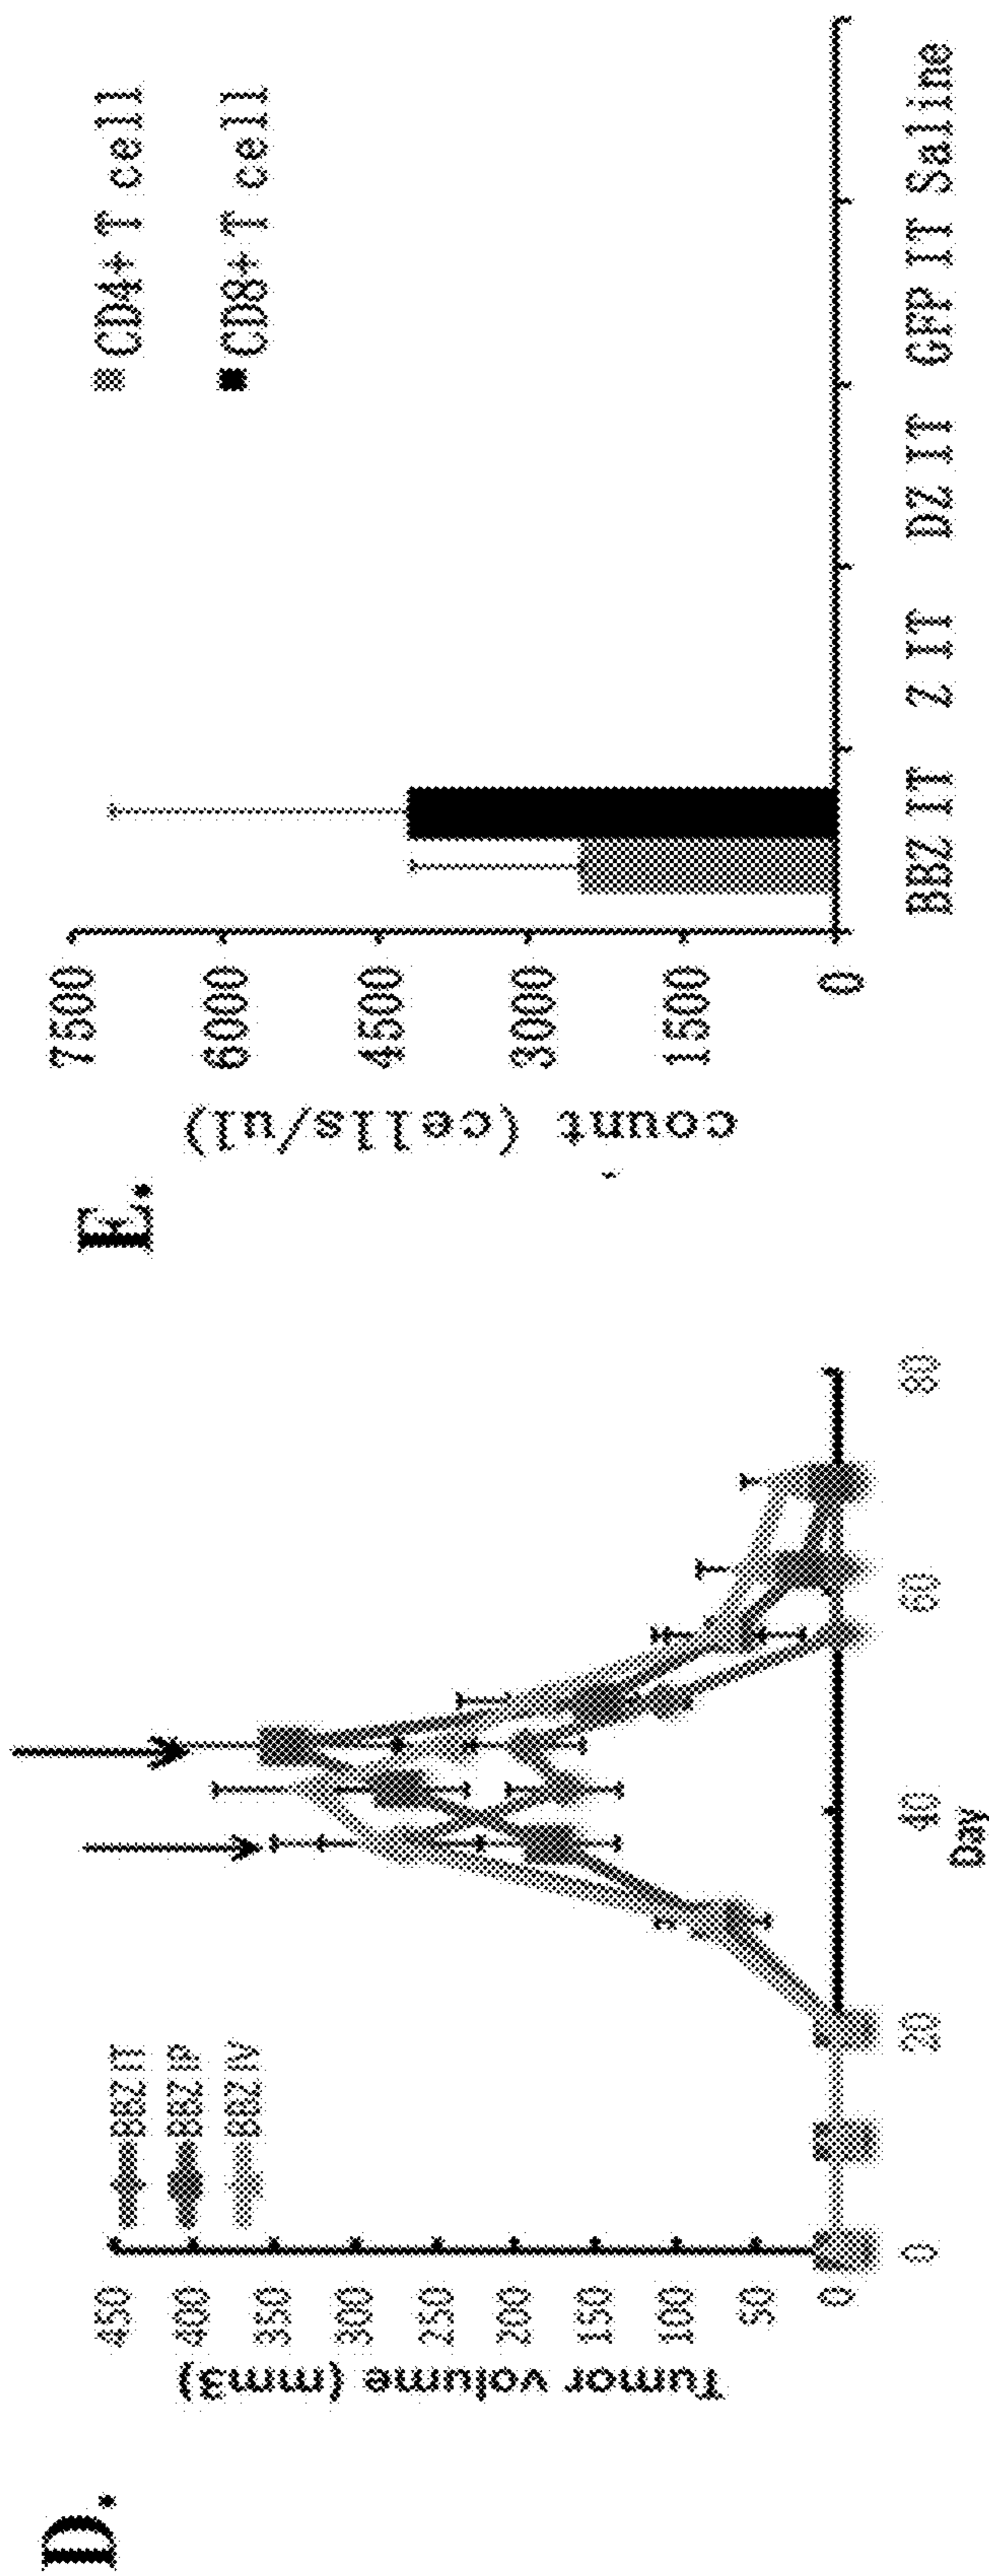 D.
Tumor volume (mm3)
450
400
350
300
250
200
150
100
50
0
BBZ IT
BBZ IP
BBZ IV
0
20
40
60
80
Day
E.
count (cells/ul)
7500
6000
4500
3000
1500
0
CD4+ T cell
CD8+ T cell
BBZ IT Z IT DZ IT GFP IT Saline